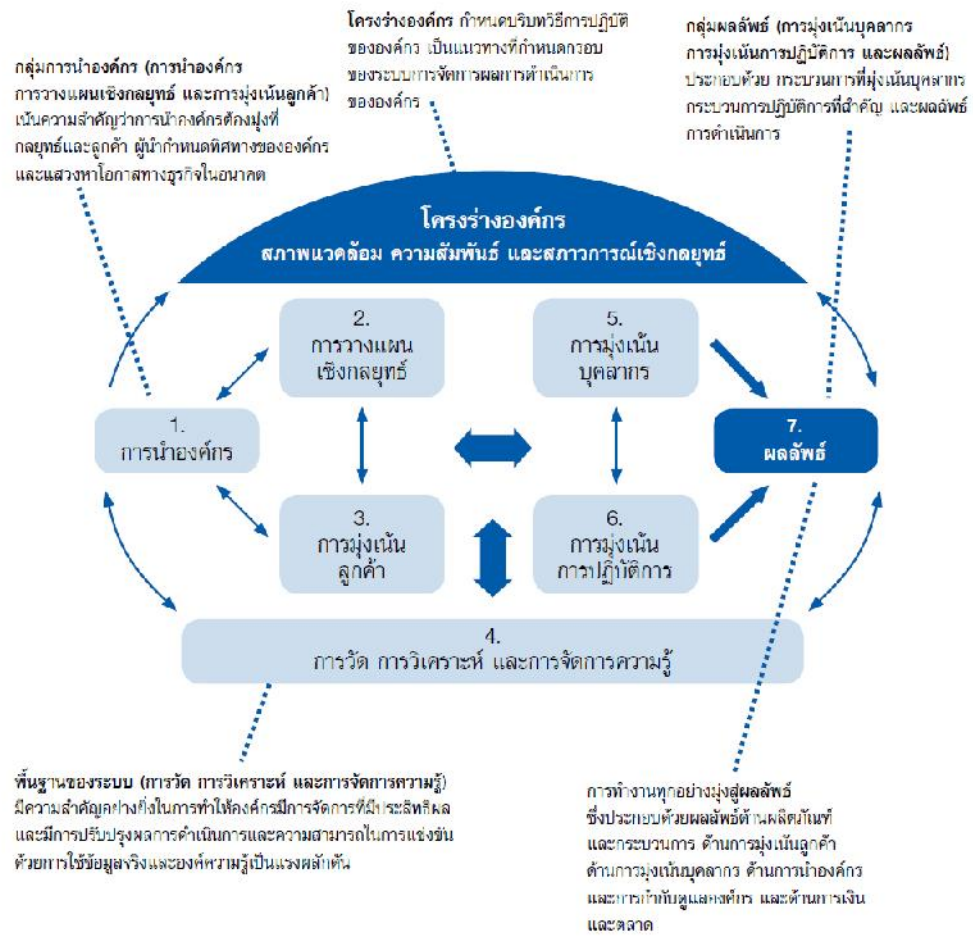 โครงร่างองค์กร กำหนดบริบทวิธีการปฏิบัติ
ขององค์กร เป็นแนวทางที่กำหนดกรอบ
ของระบบการจัดการผลการดำเนินการ
ขององค์กร
กลุ่มผลลัพธ์ (การมุ่งเน้นบุคลากร
การมุ่งเน้นการปฏิบัติการ และผลลัพธ์)
ประกอบด้วย กระบวนการที่มุ่งเน้นบุคลากร
กระบวนการปฏิบัติการที่สำคัญ และผลลัพธ์
การดำเนินการ
กลุ่มการนำองค์กร (การนำองค์กร
การวางแผนเชิงกลยุทธ์ และการมุ่งเน้นลูกค้า)
เน้นความสำคัญว่าการนำองค์กรต้องมุ่งที่
กลยุทธ์และลูกค้า ผู้นำกำหนดทิศทางขององค์กร
และแสวงหาโอกาสทางธุรกิจในอนาคต
โครงร่างองค์กร
สภาพแวดล้อม ความสัมพันธ์ และสภาวการณ์เชิงกลยุทธ์
2.
การวางแผน
เชิงกลยุทธ์
5.
การมุ่งเน้น
บุคลากร
1.
การนำองค์กร
7.
ผลลัพธ์
3.
การมุ่งเน้น
ลูกค้า
6.
การมุ่งเน้น
การปฏิบัติการ
4.
การวัด การวิเคราะห์ และการจัดการความรู้
พื้นฐานของระบบ (การวัด การวิเคราะห์ และการจัดการความรู้)
มีความสำคัญอย่างยิ่งในการทำให้องค์กรมีการจัดการที่มีประสิทธิผล
และมีการปรับปรุงผลการดำเนินการและความสามารถในการแข่งขัน
ด้วยการใช้ข้อมูลจริงและองค์ความรู้เป็นแรงผลักดัน
การทำงานทุกอย่างมุ่งสู่ผลลัพธ์
ซึ่งประกอบด้วยผลลัพธ์ด้านผลิตภัณฑ์
และกระบวนการ ด้านการมุ่งเน้นลูกค้า
ด้านการมุ่งเน้นบุคลากร ด้านการนำองค์กร
และการกำกับดูแลองค์กร และด้านการเงิน
และตลาด